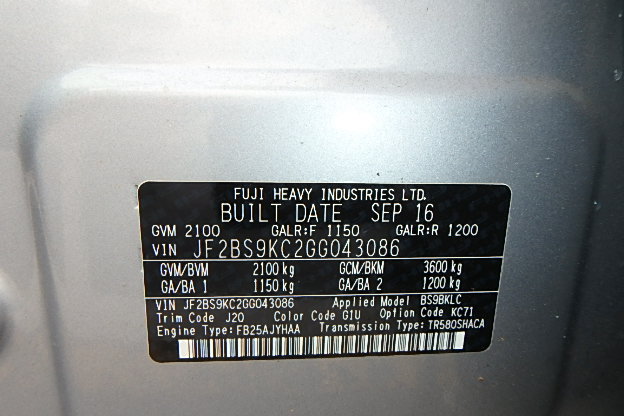 FUJI HEAVY INDUSTRIES LTD.
BUILT DATE SEP 16
GVM 2100 GALR:F 1150 GALR:R 1200
VIN JF2BS9KC2GG043086
GVM/BVM 2100 kg GCM/BKM 3600 kg
GA/BA 1 1150 kg GA/BA 2 1200 kg
VIN JF2BS9KC2GG043086 Applied Model BS9BKLC
Trim Code J20 Color Code G1U Option Code KC71
Engine Type:FB25AJYHAA Transmission Type:TR580SHACA